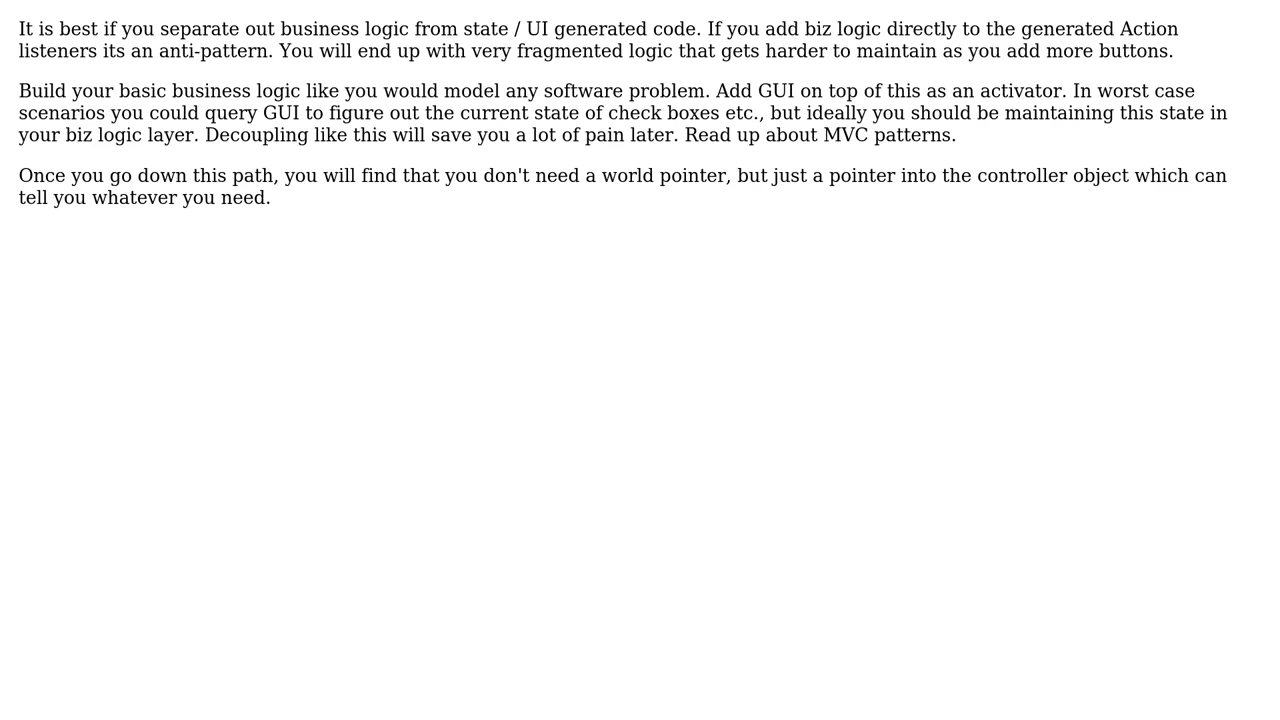 It is best if you separate out business logic from state / UI generated code. If you add biz logic directly to the generated Action
listeners its an anti-pattern. You will end up with very fragmented logic that gets harder to maintain as you add more buttons.
Build your basic business logic like you would model any software problem. Add GUI on top of this as an activator. In worst case
scenarios you could query GUI to figure out the current state of check boxes etc., but ideally you should be maintaining this state in
your biz logic layer. Decoupling like this will save you a lot of pain later. Read up about MVC patterns.
Once you go down this path, you will find that you don't need a world pointer, but just a pointer into the controller object which can
tell you whatever you need.